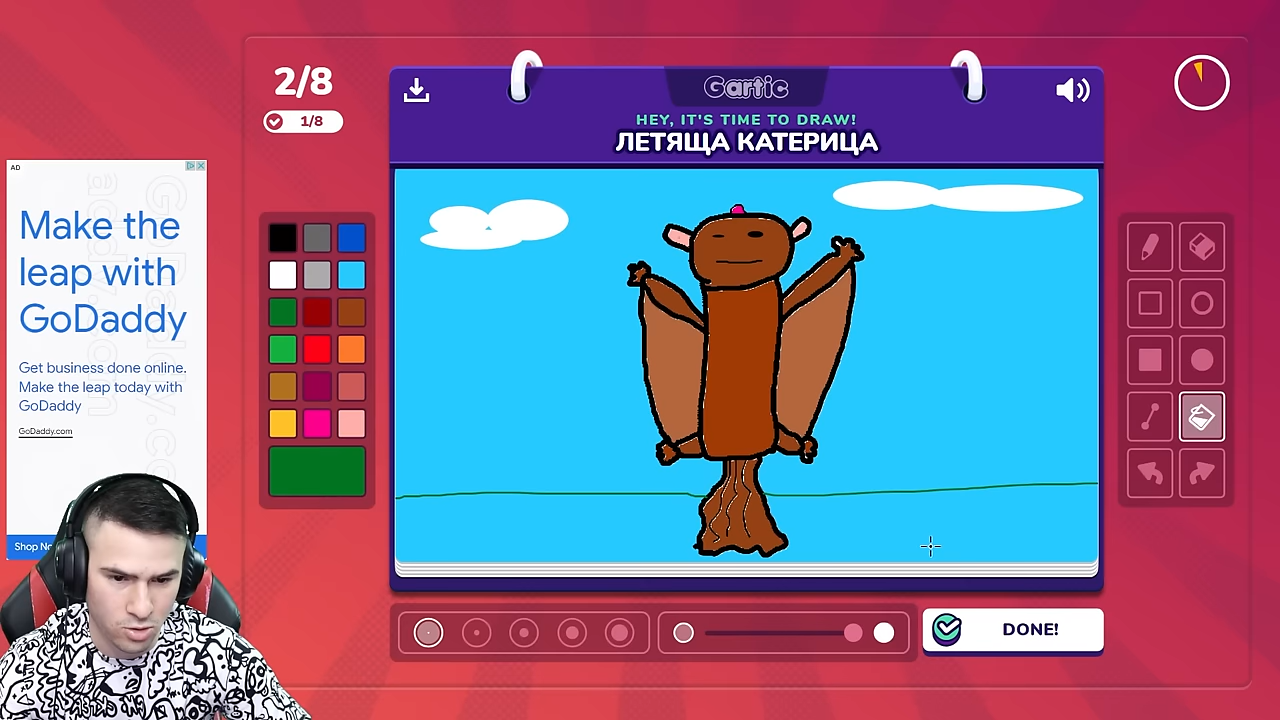 2/8
1/8
Gartic
HEY, IT'S TIME TO DRAW!
ЛЕТЯЩА КАТЕРИЦА
AD
Make the
leap with
GoDaddy
Get business done online.
Make the leap today with
GoDaddy
GoDaddy.com
Shop
DONE!